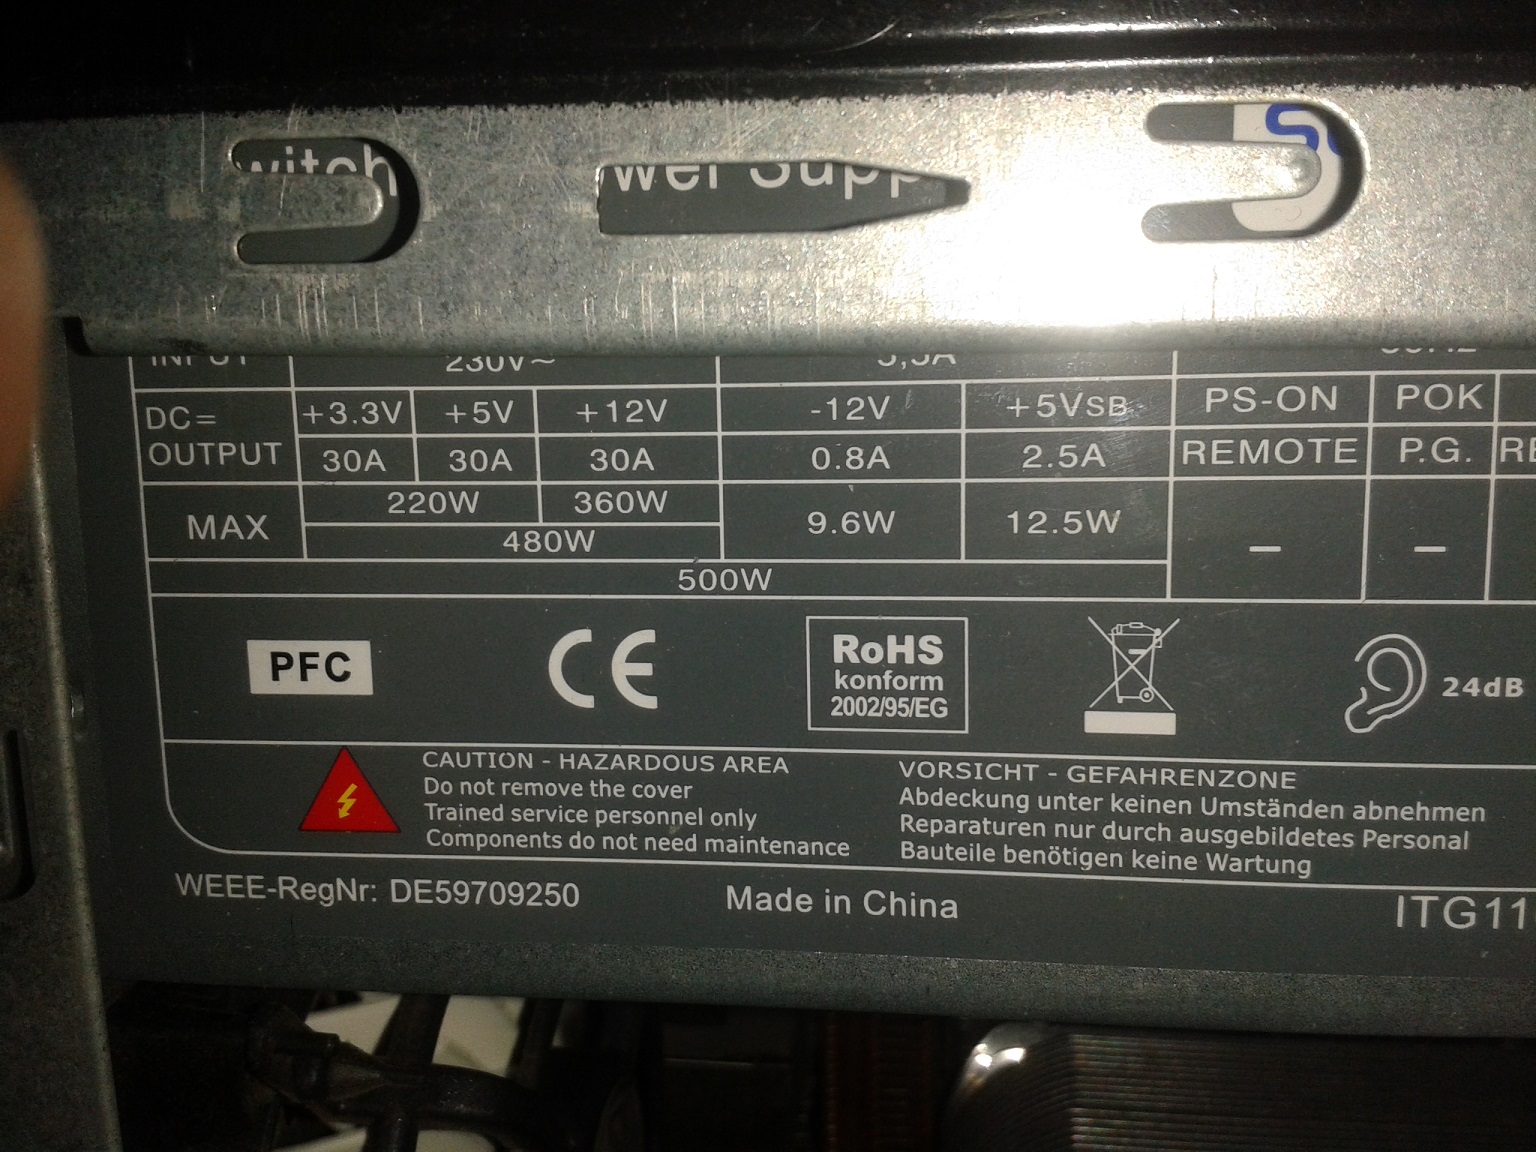 INPUT 230V~
DC= +3.3V +5V +12V -12V +5VSB PS-ON POK
OUTPUT 30A 30A 30A 0.8A 2.5A REMOTE P.G.
MAX 220W 360W 9.6W 12.5W – –
480W
500W
PFC
CE
RoHS
konform
2002/95/EG
24dB
CAUTION - HAZARDOUS AREA
Do not remove the cover
Trained service personnel only
Components do not need maintenance
VORSICHT - GEFAHRENZONE
Abdeckung unter keinen Umständen abnehmen
Reparaturen nur durch ausgebildetes Personal
Bauteile benötigen keine Wartung
WEEE-RegNr: DE59709250
Made in China
ITG11